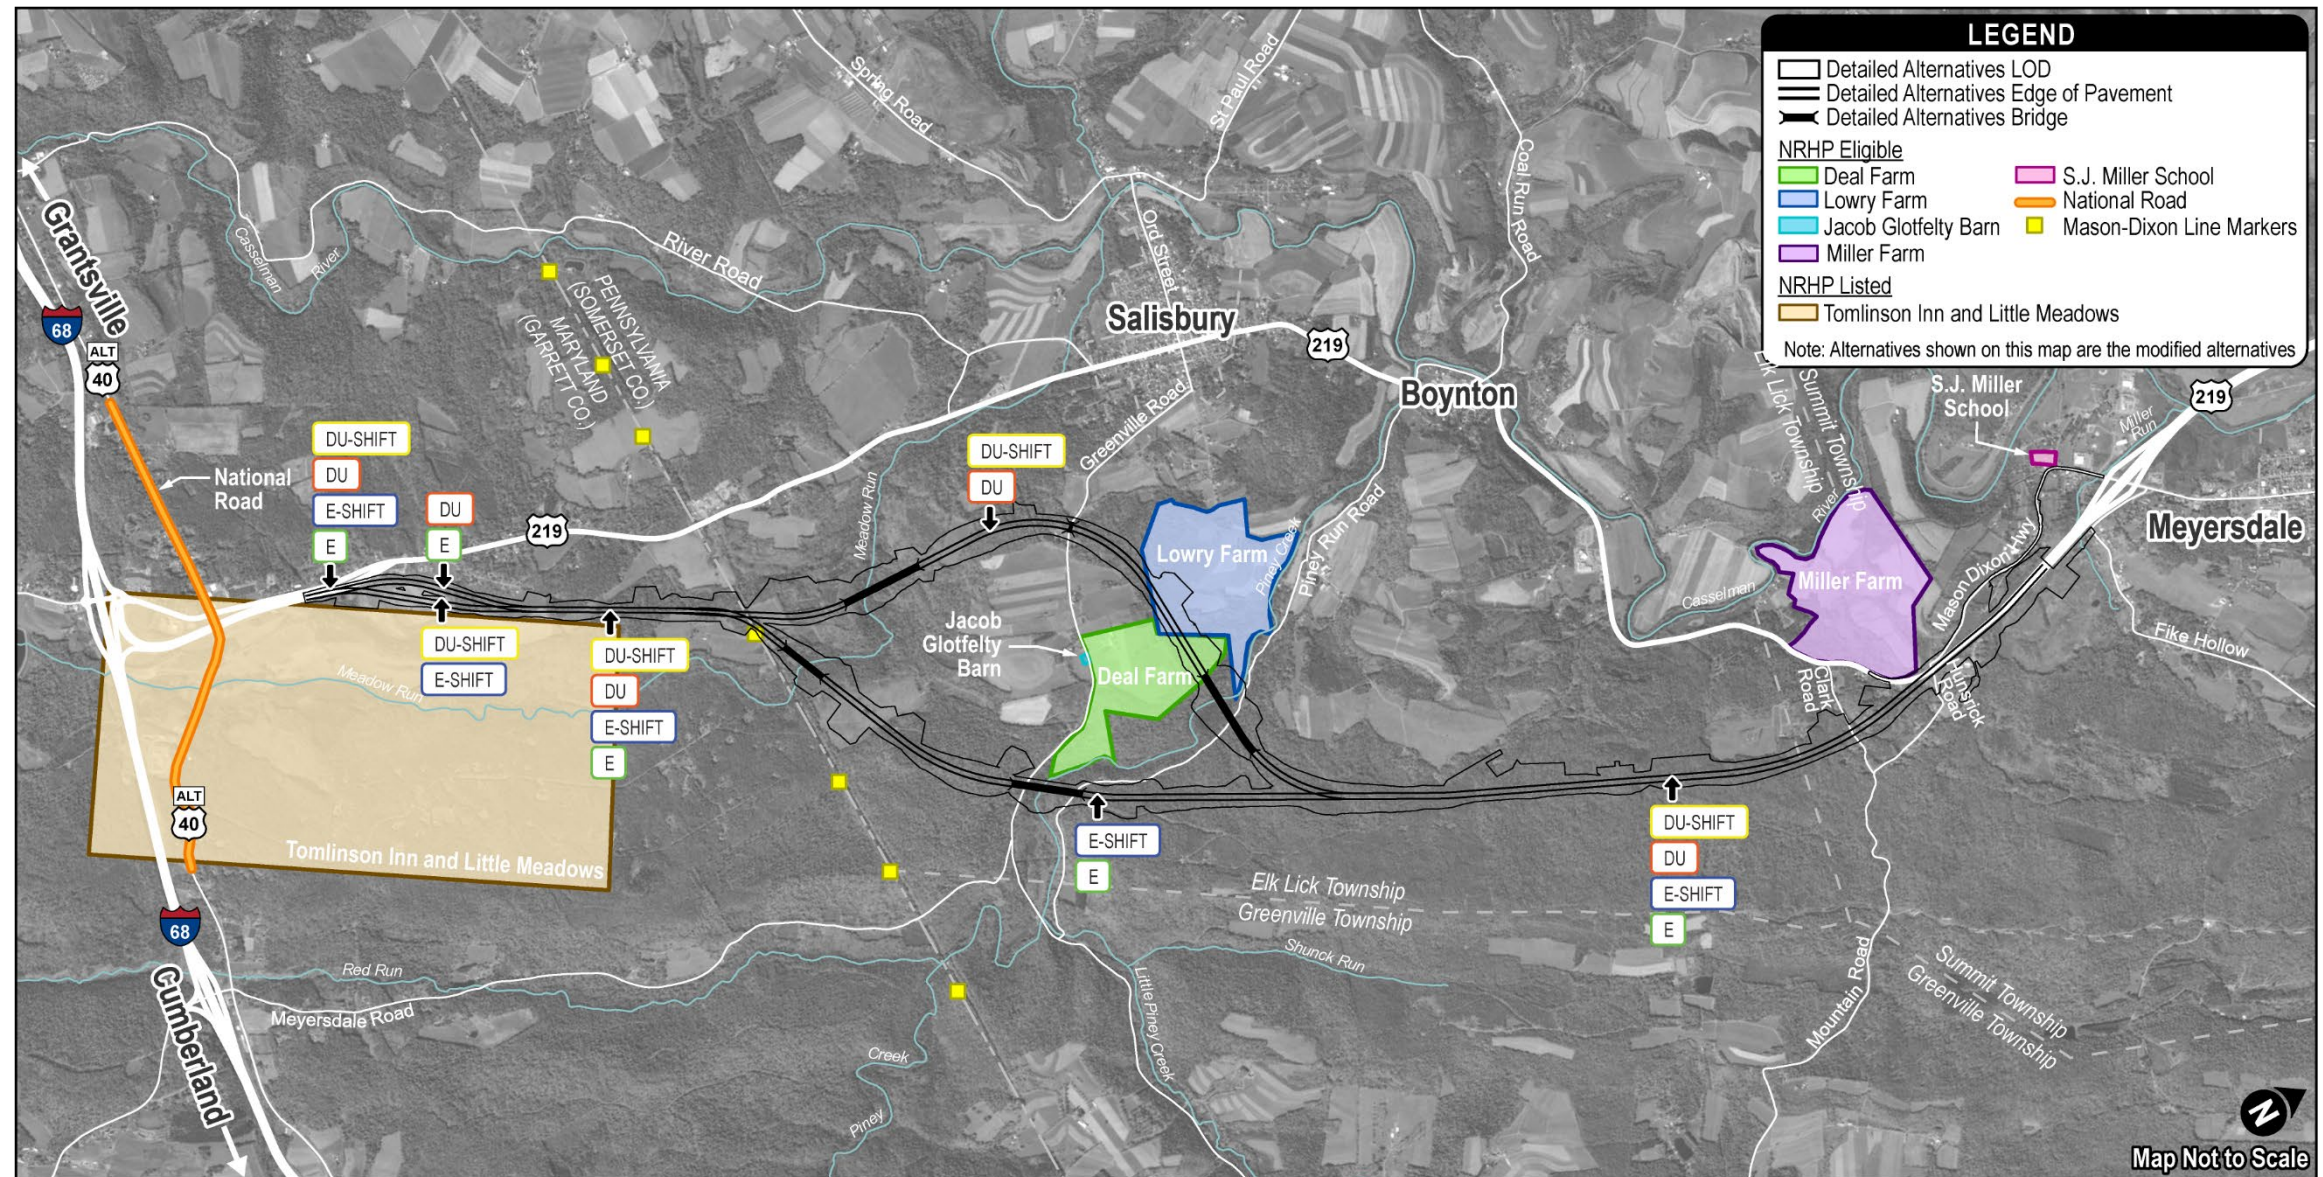 LEGEND
Detailed Alternatives LOD
Detailed Alternatives Edge of Pavement
Detailed Alternatives Bridge
NRHP Eligible
Deal Farm
Lowry Farm
Jacob Glotfelty Barn
Miller Farm
S.J. Miller School
National Road
Mason-Dixon Line Markers
NRHP Listed
Tomlinson Inn and Little Meadows
Note: Alternatives shown on this map are the modified alternatives
Spring Road
St Paul Road
Coal Run Road
Grantsville
68
ALT
40
Casselman
River
River Road
Ord Street
PENNSYLVANIA
(SOMERSET CO.)
MARYLAND
(GARRETT CO.)
Salisbury
219
Boynton
Elk Lick Township
Summit Township
River
S.J. Miller
School
219
Miller
Run
Meyersdale
National
Road
DU-SHIFT
DU
E-SHIFT
E
DU
E
219
Meadow Run
DU-SHIFT
DU
Greenville Road
Lowry Farm
Piney Creek
Piney Run Road
Miller Farm
Casselman
Mason Dixon Hwy
Fike Hollow
Jacob
Glotfelty
Barn
Deal Farm
Clark
Road
Hunsrick
Road
Meadow Run
DU-SHIFT
E-SHIFT
DU-SHIFT
DU
E-SHIFT
E
ALT
40
Tomlinson Inn and Little Meadows
E-SHIFT
E
DU-SHIFT
DU
E-SHIFT
E
Elk Lick Township
Greenville Township
68
Cumberland
Red Run
Meyersdale Road
Shunck Run
Little Piney Creek
Creek
Piney
Mountain Road
Summit Township
Greenville Township
N
Map Not to Scale